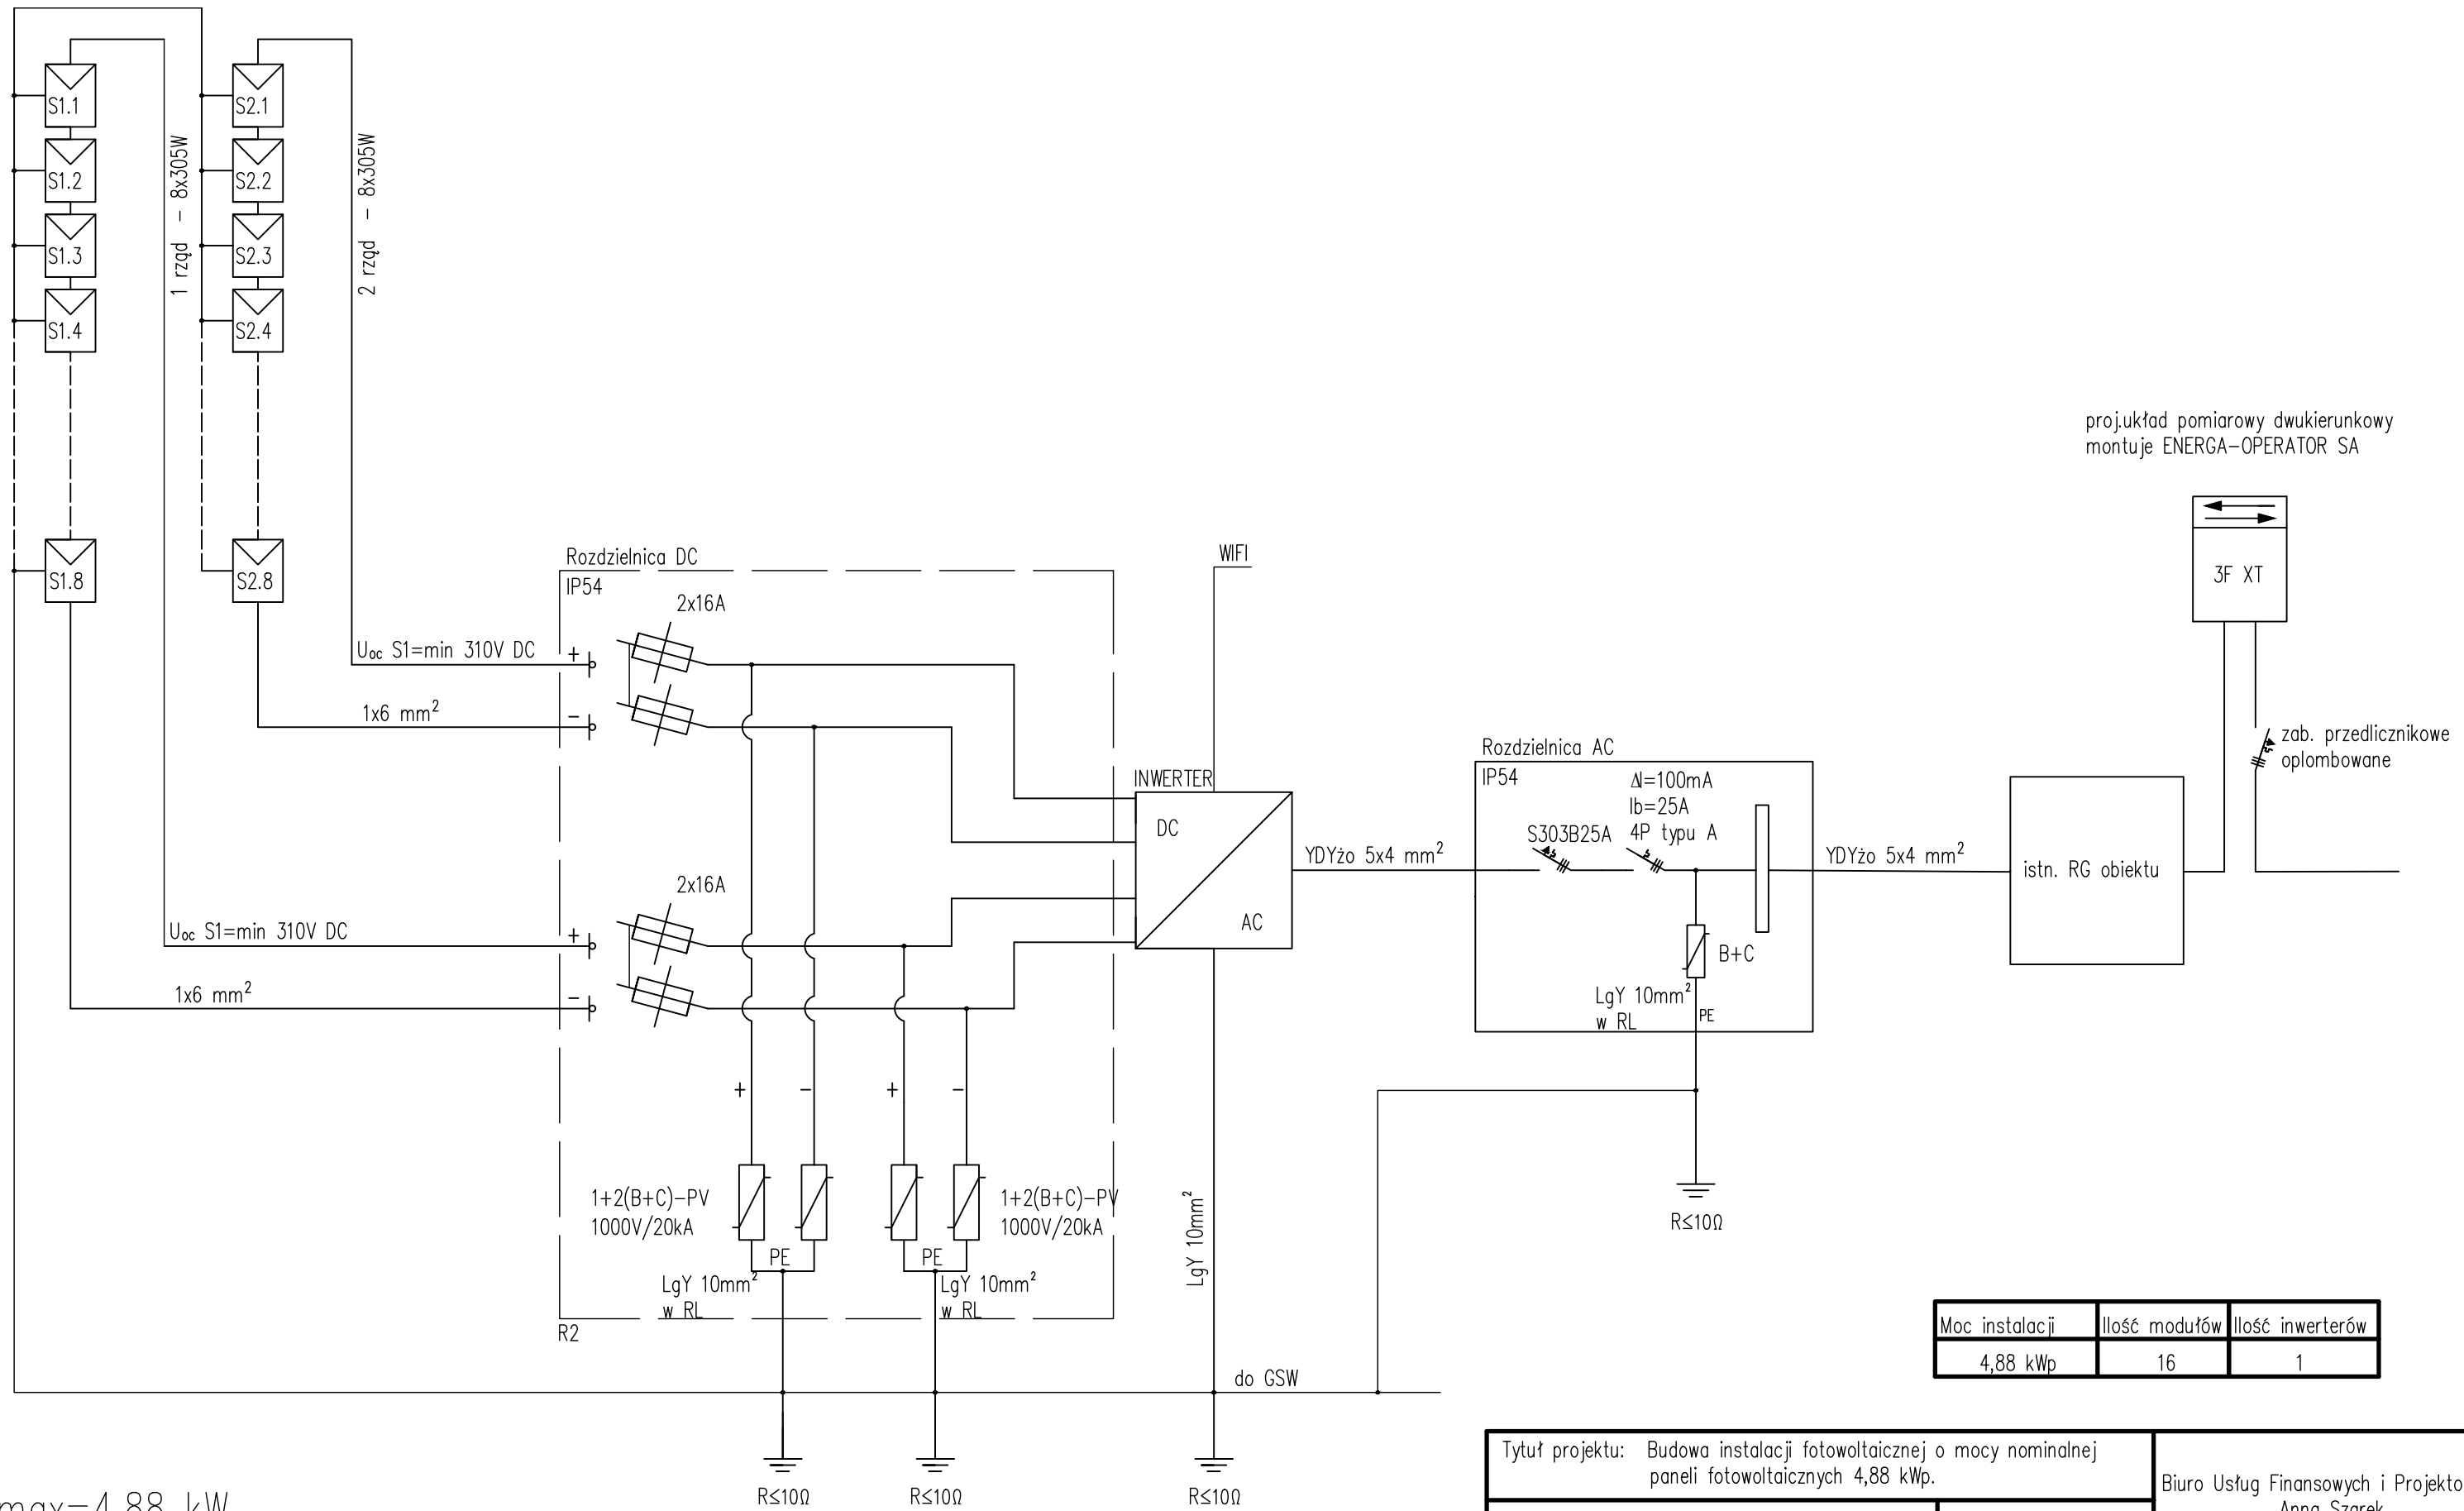 S1.1
S1.2
S1.3
S1.4
S1.8
1 rząd - 8x305W
S2.1
S2.2
S2.3
S2.4
S2.8
2 rząd - 8x305W
Uoc S1=min 310V DC
1x6 mm²
Uoc S1=min 310V DC
1x6 mm²
Rozdzielnica DC
IP54
2x16A
+
-
2x16A
+
-
+
-
+
-
1+2(B+C)-PV
1000V/20kA
1+2(B+C)-PV
1000V/20kA
PE
PE
LgY 10mm²
w RL
LgY 10mm²
w RL
R2
R≤10Ω
R≤10Ω
R≤10Ω
WIFI
INWERTER
DC
AC
LgY 10mm²
do GSW
YDYżo 5x4 mm²
Rozdzielnica AC
IP54
S303B25A
ΔI=100mA
Ib=25A
4P typu A
B+C
LgY 10mm²
w RL
PE
R≤10Ω
YDYżo 5x4 mm²
istn. RG obiektu
proj.układ pomiarowy dwukierunkowy
montuje ENERGA-OPERATOR SA
3F XT
zab. przedlicznikowe
oplombowane
Moc instalacji Ilość modułów Ilość inwerterów
4,88 kWp 16 1
Tytuł projektu: Budowa instalacji fotowoltaicznej o mocy nominalnej
paneli fotowoltaicznych 4,88 kWp.
Biuro Usług Finansowych i Projekto
Anna Szarek
max=4,88 kW